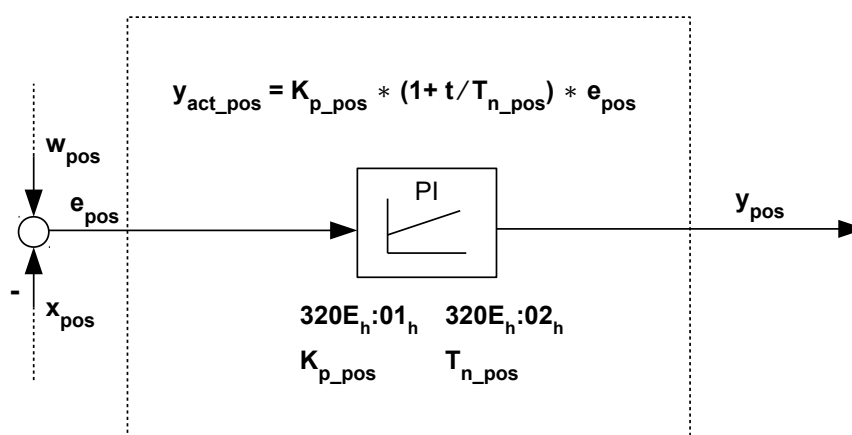 y_act_pos = K_p_pos * (1+ t/T_n_pos) * e_pos
w_pos
PI
e_pos
y_pos
-
x_pos
320E_h:01_h 320E_h:02_h
K_p_pos T_n_pos